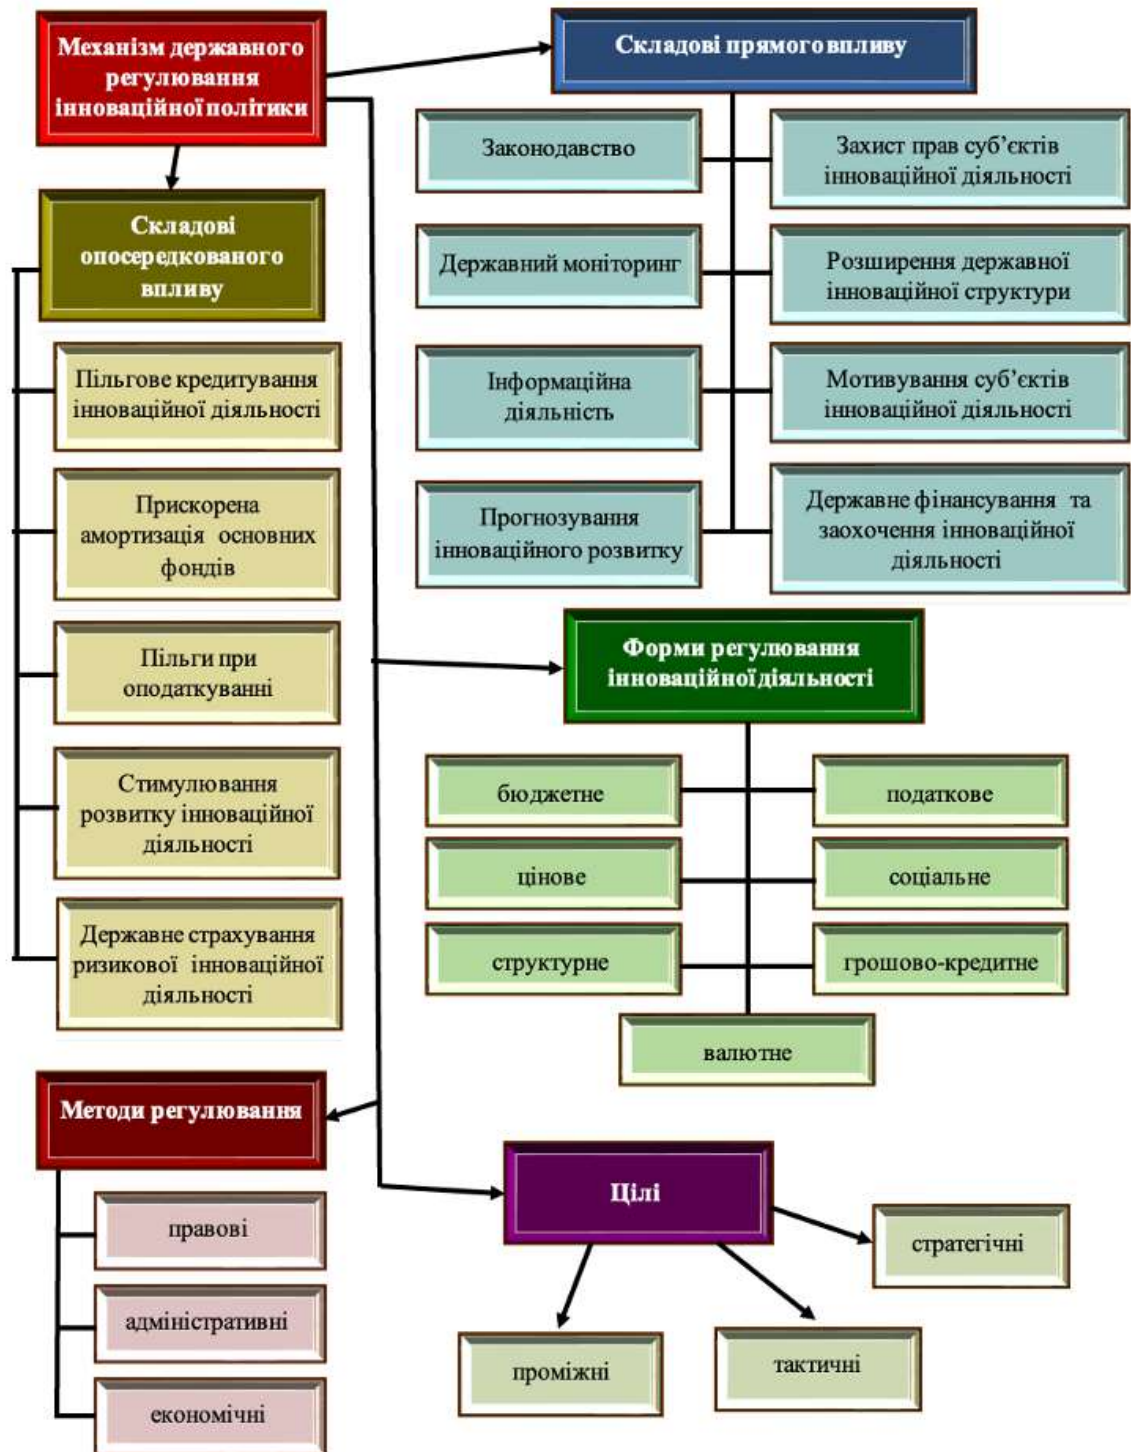 Механізм державного
регулювання
інноваційної політики
Складові прямого впливу
Законодавство
Захист прав суб’єктів
інноваційної діяльності
Державний моніторинг
Розширення державної
інноваційної структури
Інформаційна
діяльність
Мотивування суб’єктів
інноваційної діяльності
Прогнозування
інноваційного розвитку
Державне фінансування та
заохочення інноваційної
діяльності
Складові
опосередкованого
впливу
Пільгове кредитування
інноваційної діяльності
Прискорена
амортизація основних
фондів
Пільги при
оподаткуванні
Стимулювання
розвитку інноваційної
діяльності
Державне страхування
ризикової інноваційної
діяльності
Форми регулювання
інноваційної діяльності
бюджетне
податкове
цінове
соціальне
структурне
грошово-кредитне
валютне
Методи регулювання
правові
адміністративні
економічні
Цілі
стратегічні
проміжні
тактичні